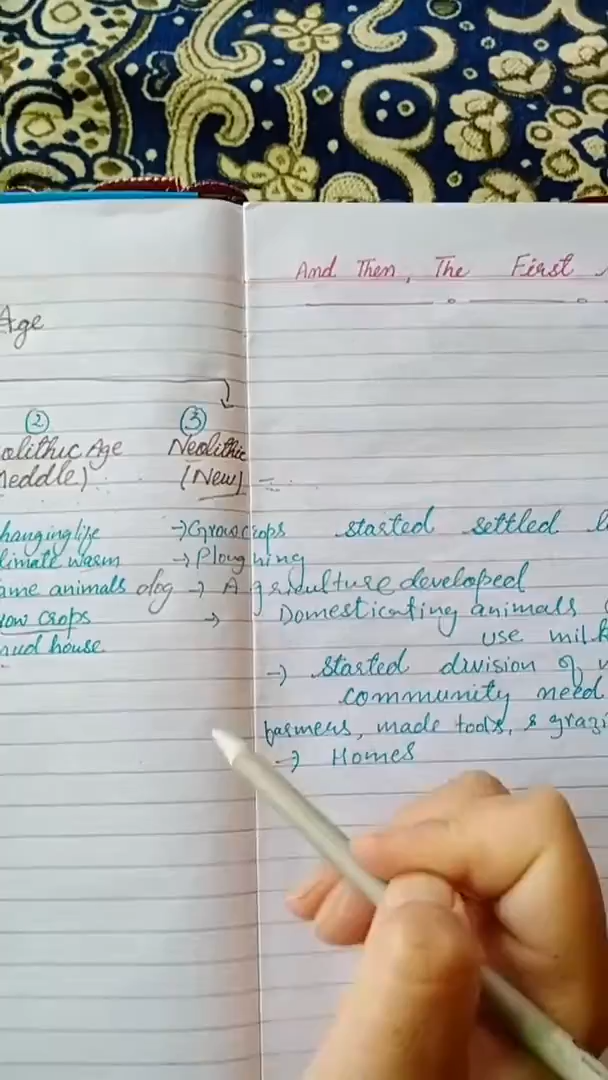 And Then, The First
Age
② ③
olithic Age Neolithic
(Meddle) (New)
hanging life → Grow crops started settled
limate warm → Ploughing
ame animals dog → Agriculture developed
row crops → Domesticating animals
mud house use milk
→ started division of
community need
farmers, made tools, & grazi
→ Homes